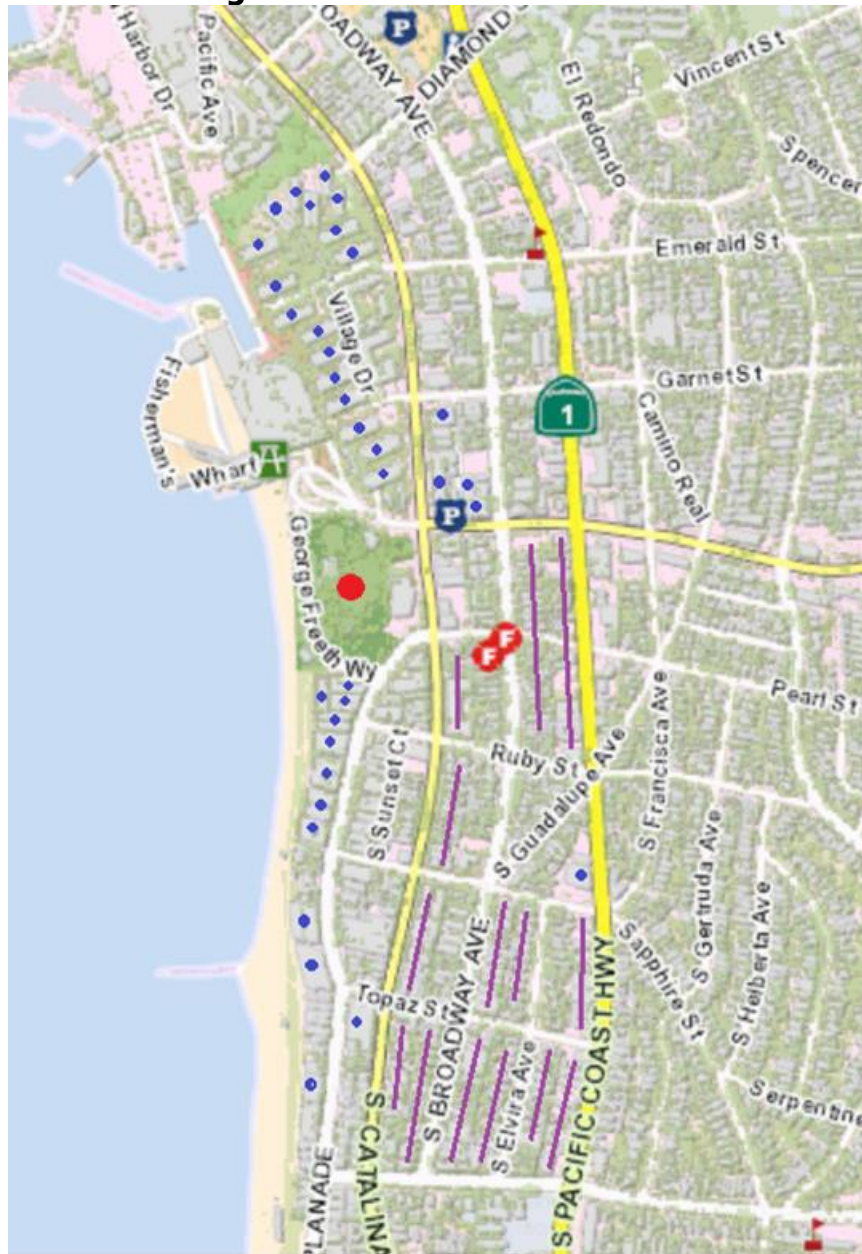 Harbor Dr
Pacific Ave
OADWAY AVE
DIAMOND S
P
El Redondo
Vincent St
Spencer
Emerald St
Village Dr
Garnet St
CALIFORNIA
1
Fisherman's
Wharf
Camino Real
P
George Freeth Wy
F
F
Pearl St
Ruby St
S Sunset Ct
S Guadalupe Ave
S Francisca Ave
S Gertruda Ave
S Helberta Ave
Sapphire St
S BROADWAY AVE
Topaz St
S Elvira Ave
S PACIFIC COAST HWY
Serpentine
S CATALINA
PLANADE